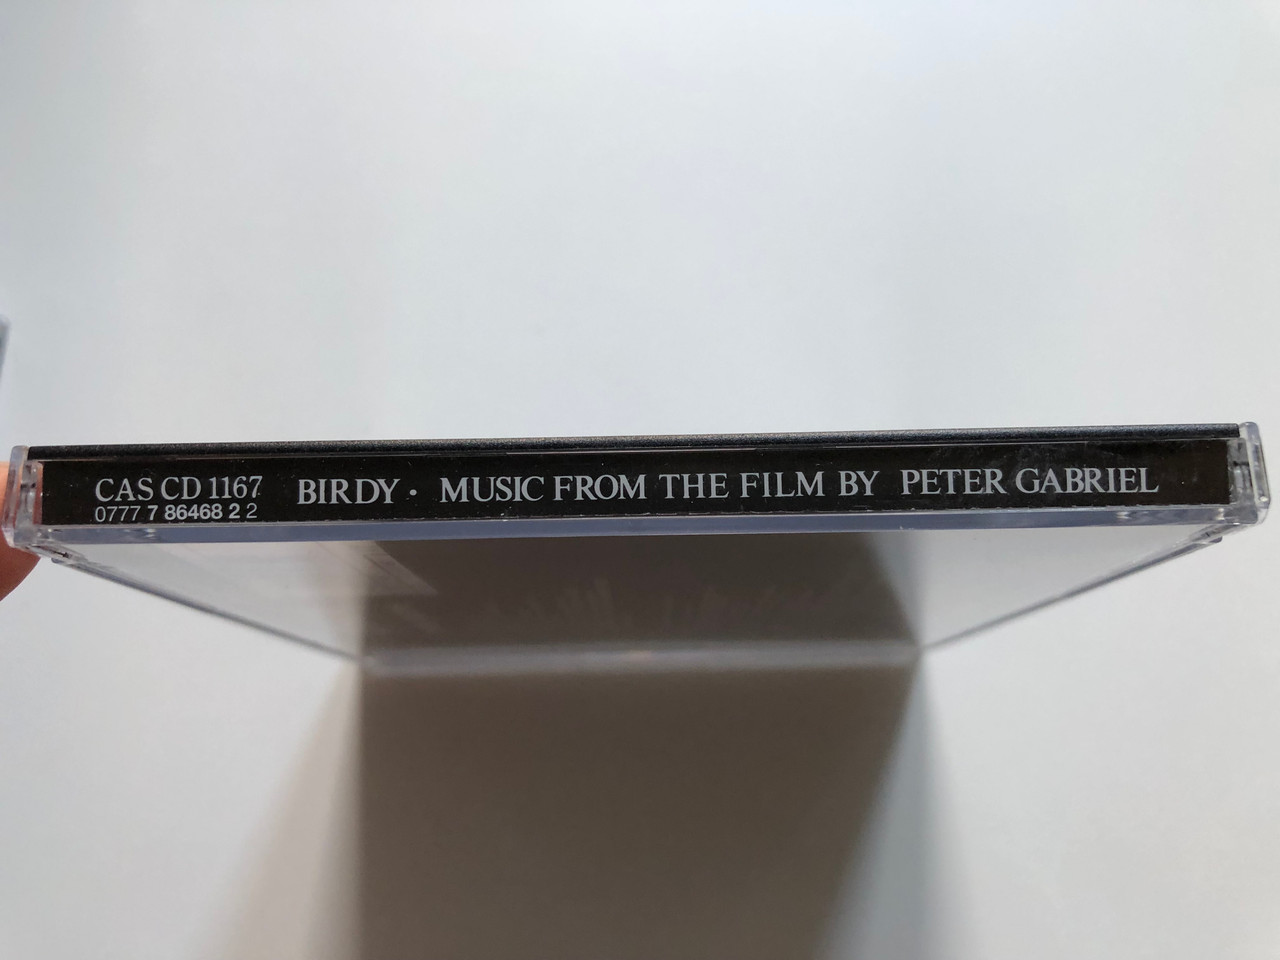 CAS CD 1167 BIRDY · MUSIC FROM THE FILM BY PETER GABRIEL
0777 7 86468 2 2